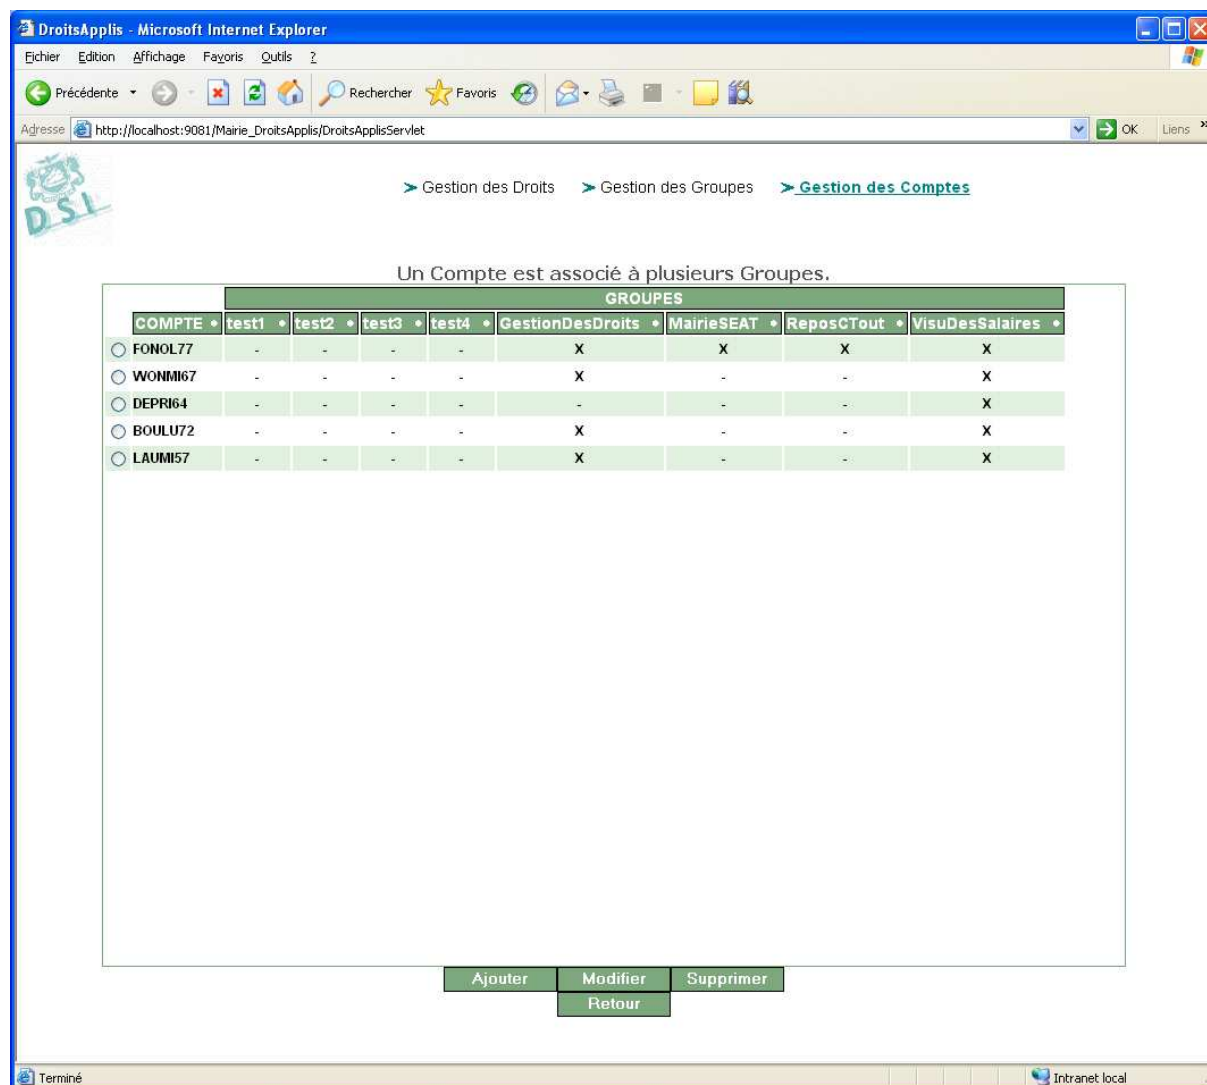 DroitsApplis - Microsoft Internet Explorer
Fichier Edition Affichage Favoris Outils ?
Précédente Rechercher Favoris
Adresse http://localhost:9081/Mairie_DroitsApplis/DroitsApplisServlet OK Liens »
DSI
➢ Gestion des Droits ➢ Gestion des Groupes ➢ Gestion des Comptes
Un Compte est associé à plusieurs Groupes.
GROUPES
COMPTE • test1 • test2 • test3 • test4 • GestionDesDroits • MairieSEAT • ReposCTout • VisuDesSalaires •
FONOL77 - - - - X X X X
WONMI67 - - - - X - - X
DEPRI64 - - - - - - - X
BOULU72 - - - - X - - X
LAUMI57 - - - - X - - X
Ajouter Modifier Supprimer
Retour
Terminé Intranet local